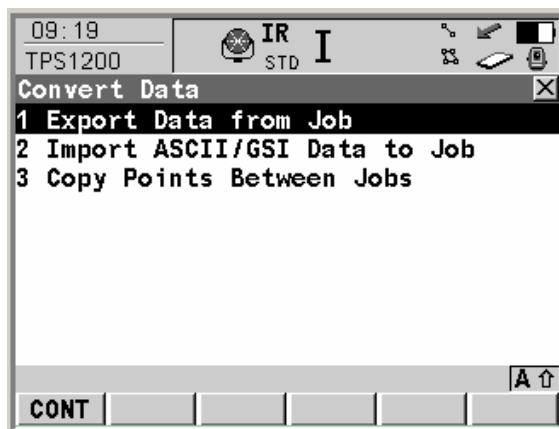 09:19
TPS1200
IR
STD
I
Convert Data
1 Export Data from Job
2 Import ASCII/GSI Data to Job
3 Copy Points Between Jobs
A
CONT